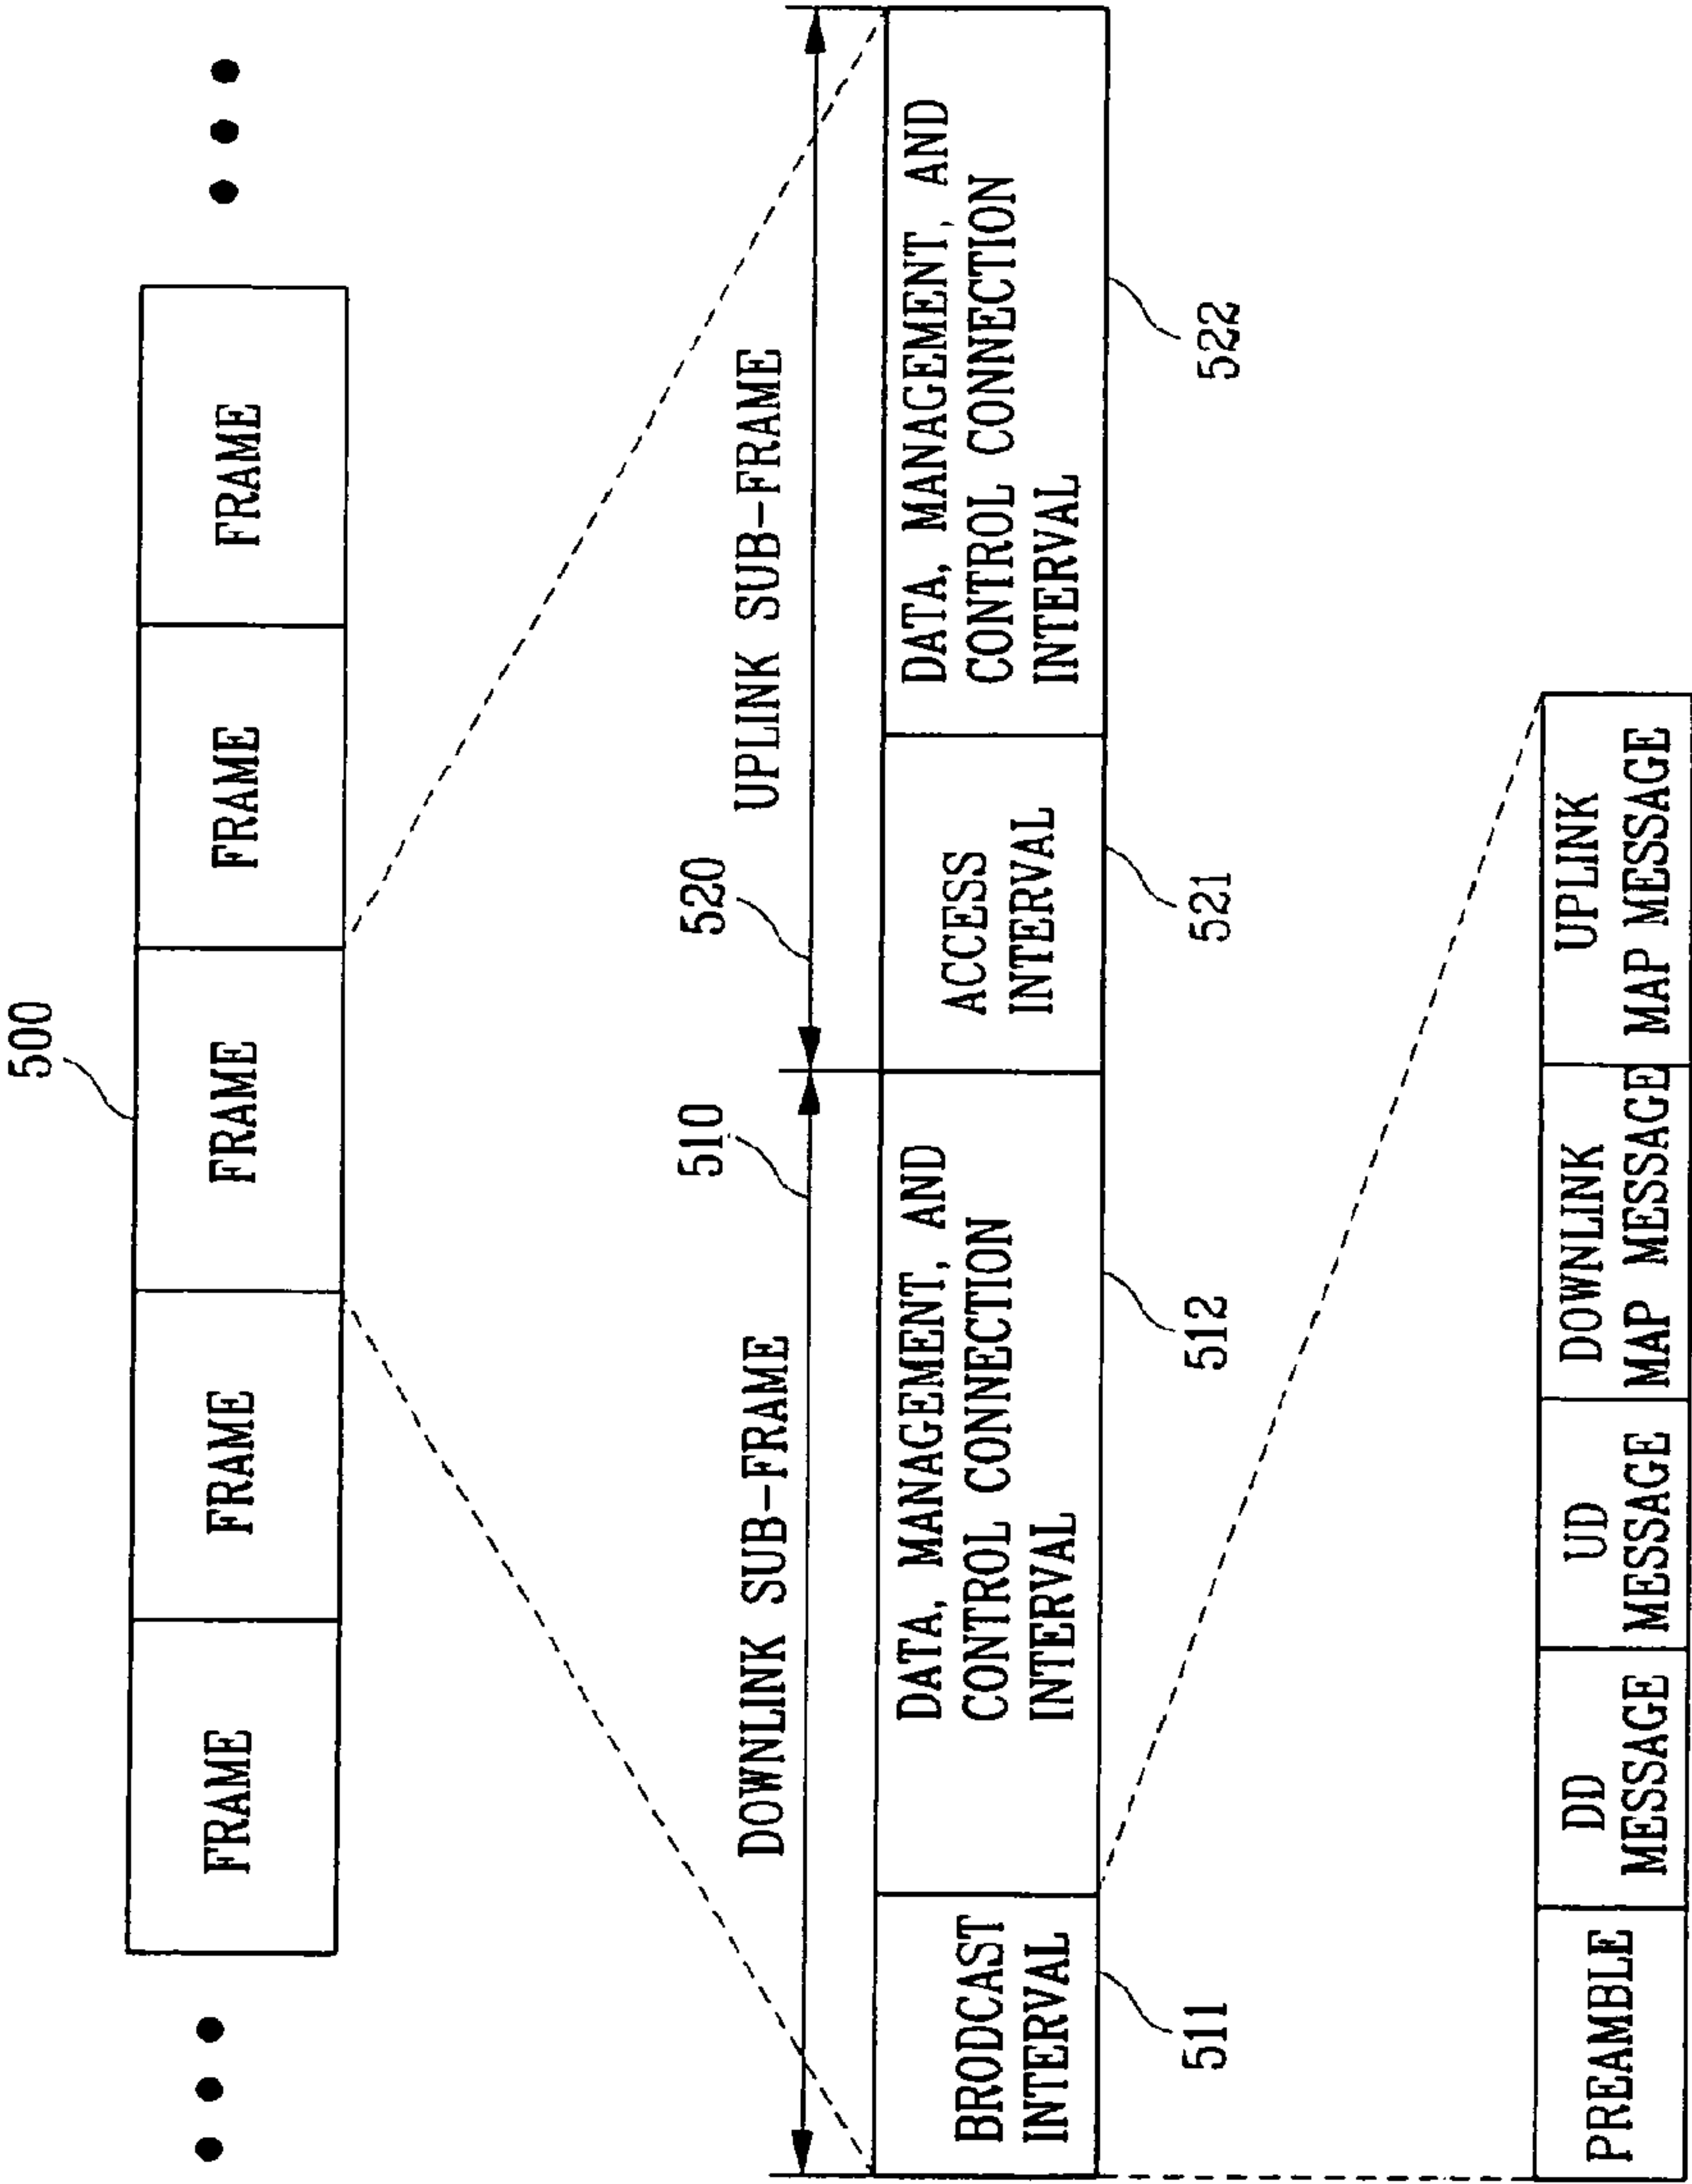 500
FRAME
FRAME
FRAME
FRAME
FRAME
DOWNLINK SUB-FRAME
510
520
UPLINK SUB-FRAME
BRODCAST
INTERVAL
DATA, MANAGEMENT, AND
CONTROL CONNECTION
INTERVAL
ACCESS
INTERVAL
DATA, MANAGEMENT, AND
CONTROL CONNECTION
INTERVAL
511
512
521
522
PREAMBLE
DD
MESSAGE
UD
MESSAGE
DOWNLINK
MAP MESSAGE
UPLINK
MAP MESSAGE